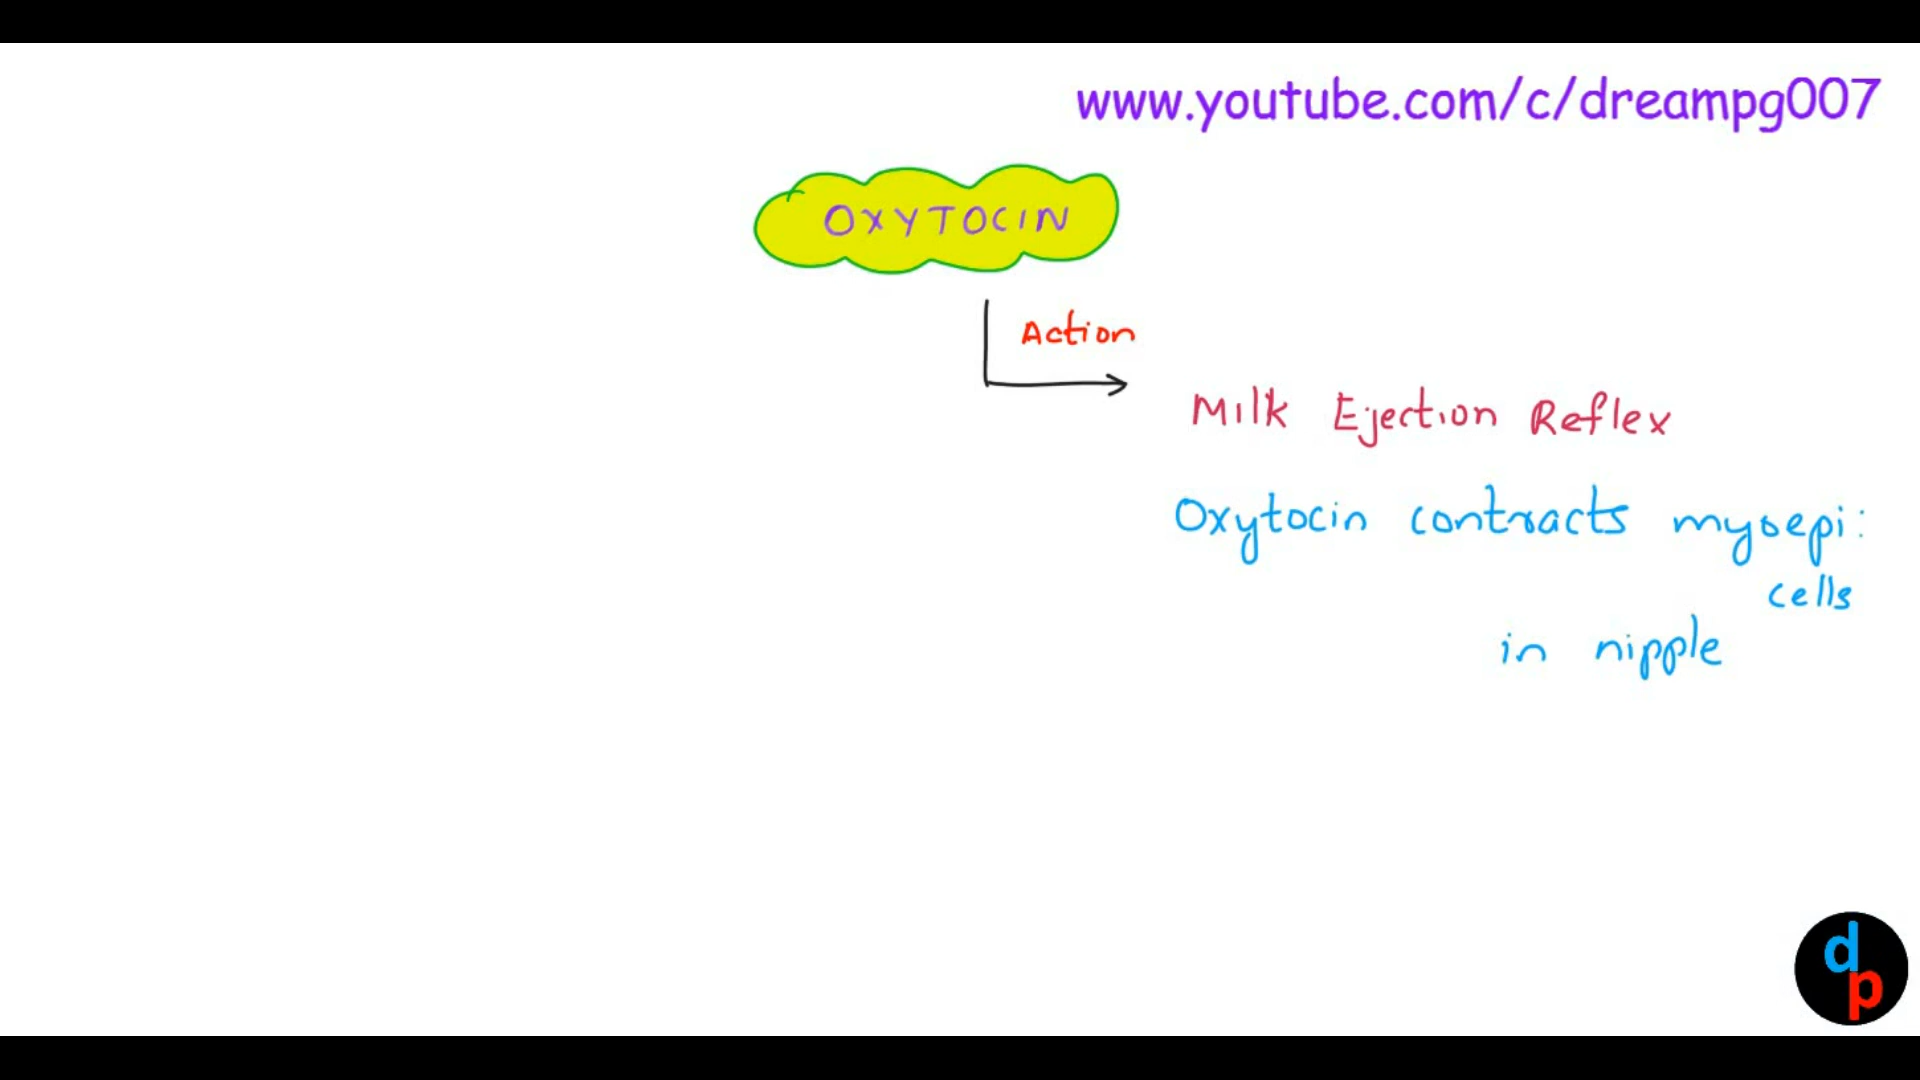 www.youtube.com/c/dreampg007
OXYTOCIN
Action
Milk Ejection Reflex
Oxytocin contracts myoepi:
cells
in nipple
dp